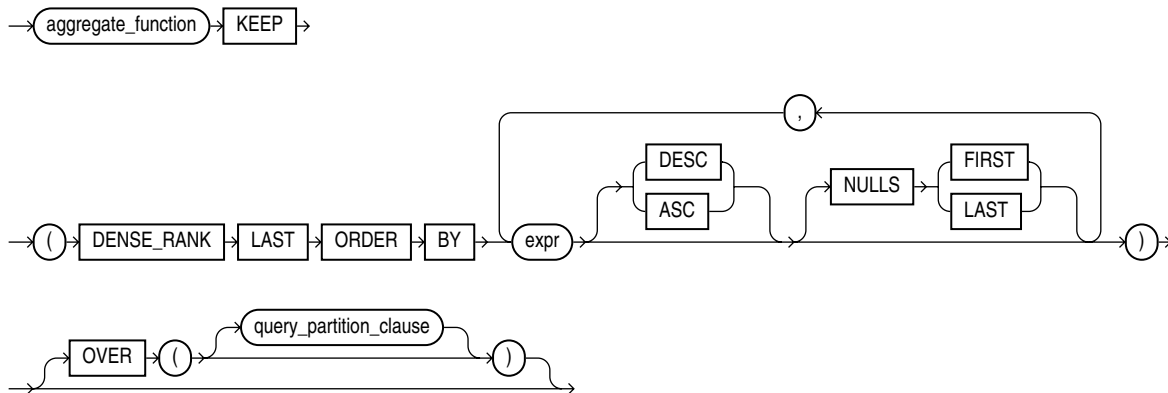 aggregate_function KEEP
,
DESC FIRST
NULLS
ASC LAST
( DENSE_RANK LAST ORDER BY expr )
query_partition_clause
OVER ( )